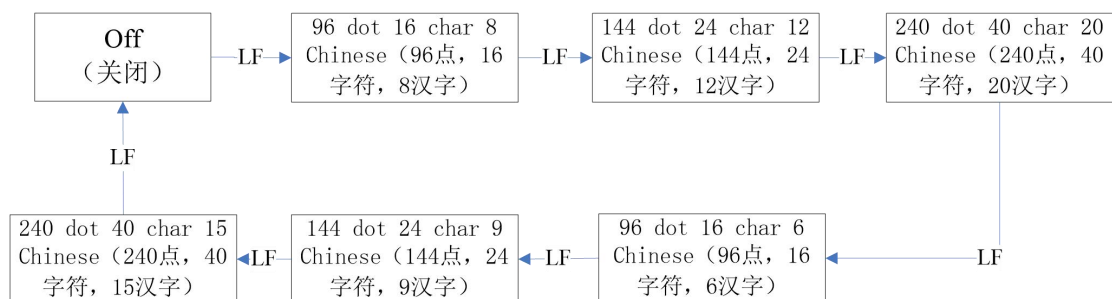 Off
（关闭）
LF
96 dot 16 char 8
Chinese（96点，16
字符，8汉字）
LF
144 dot 24 char 12
Chinese（144点，24
字符，12汉字）
LF
240 dot 40 char 20
Chinese（240点，40
字符，20汉字）
LF
96 dot 16 char 6
Chinese（96点，16
字符，6汉字）
LF
144 dot 24 char 9
Chinese（144点，24
字符，9汉字）
LF
240 dot 40 char 15
Chinese（240点，40
字符，15汉字）
LF